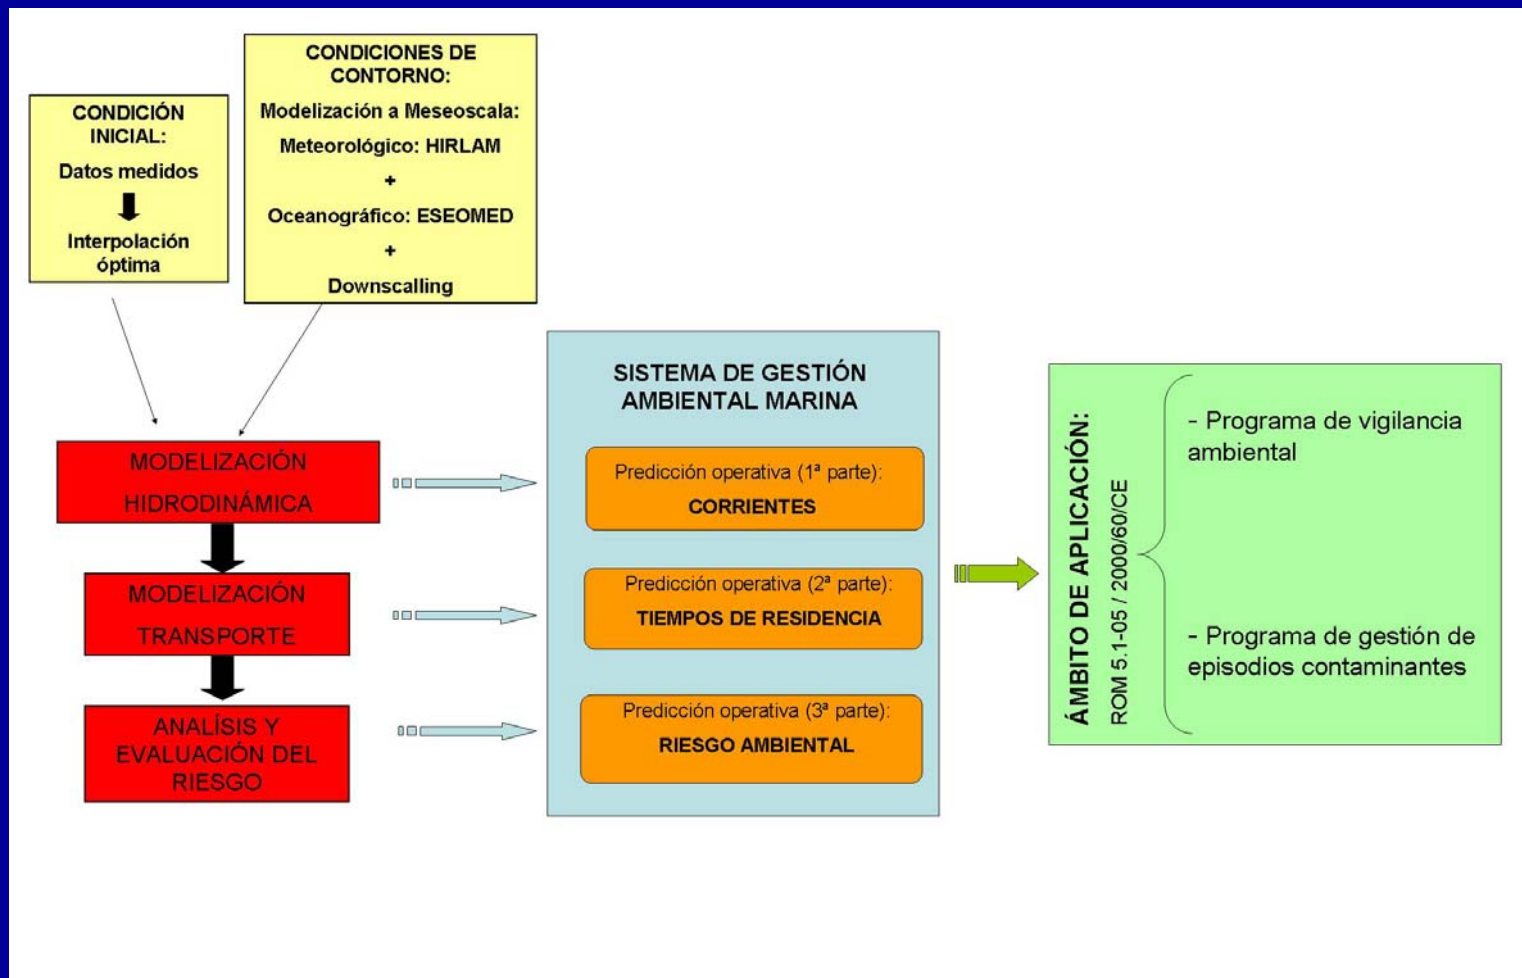 CONDICIÓN
INICIAL:
Datos medidos
Interpolación
óptima
CONDICIONES DE
CONTORNO:
Modelización a Meseoscala:
Meteorológico: HIRLAM
+
Oceanográfico: ESEOMED
+
Downscalling
MODELIZACIÓN
HIDRODINÁMICA
MODELIZACIÓN
TRANSPORTE
ANALÍSIS Y
EVALUACIÓN DEL
RIESGO
SISTEMA DE GESTIÓN
AMBIENTAL MARINA
Predicción operativa (1ª parte):
CORRIENTES
Predicción operativa (2ª parte):
TIEMPOS DE RESIDENCIA
Predicción operativa (3ª parte):
RIESGO AMBIENTAL
ÁMBITO DE APLICACIÓN:
ROM 5.1-05 / 2000/60/CE
- Programa de vigilancia
ambiental
- Programa de gestión de
episodios contaminantes